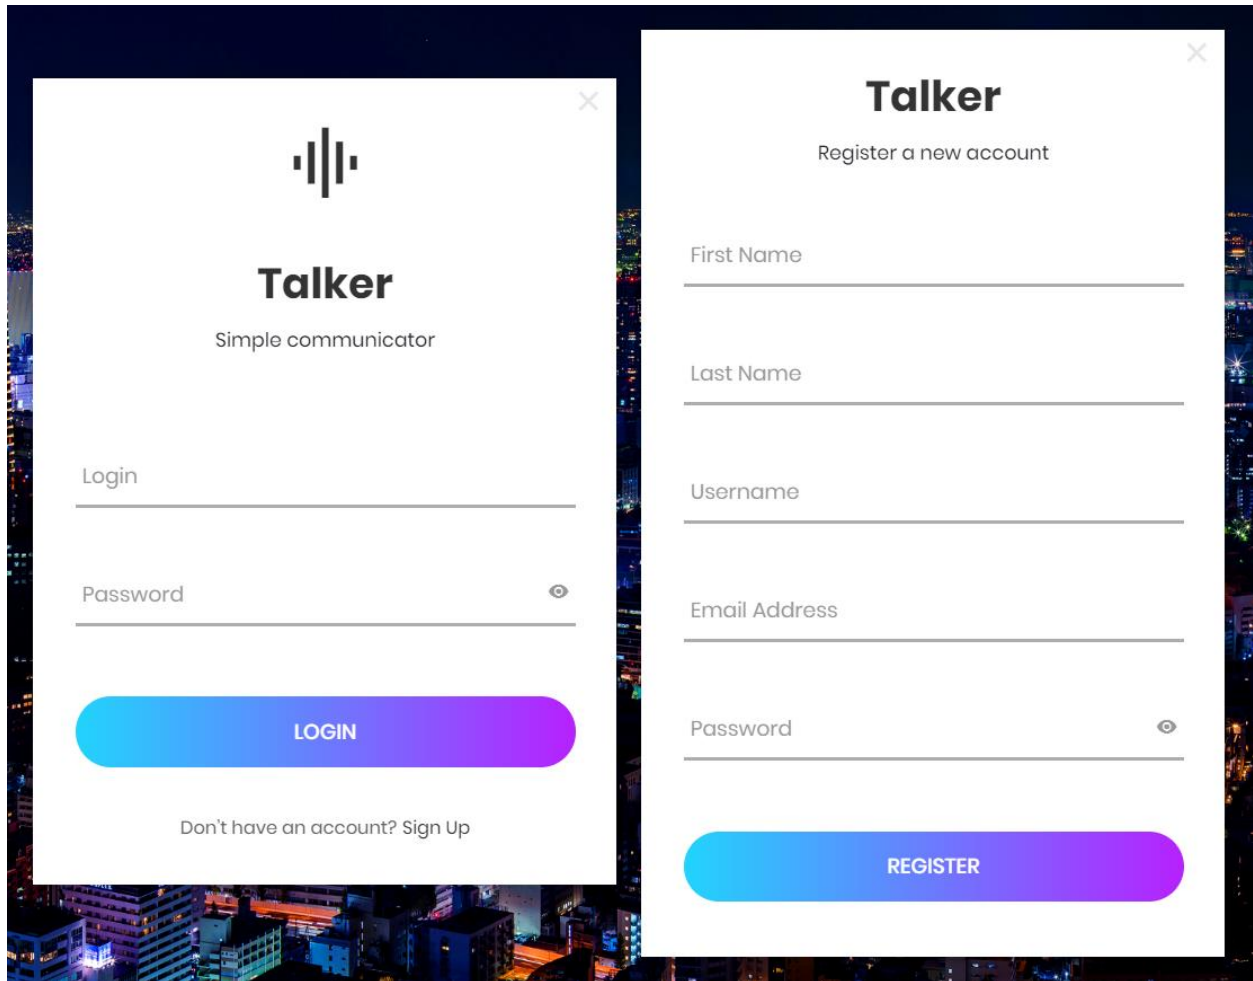 Talker
Simple communicator
Login
Password
LOGIN
Don't have an account? Sign Up
Talker
Register a new account
First Name
Last Name
Username
Email Address
Password
REGISTER